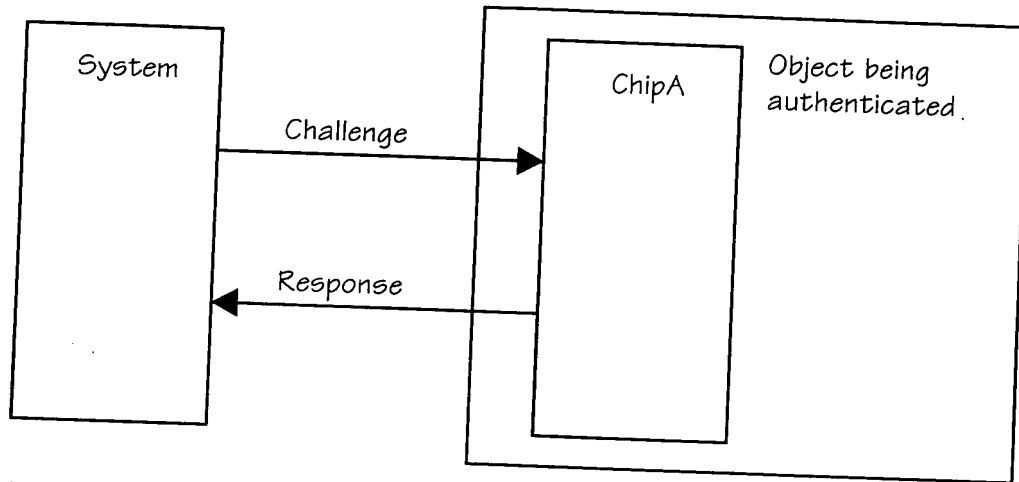 System
ChipA
Object being
authenticated.
Challenge
Response